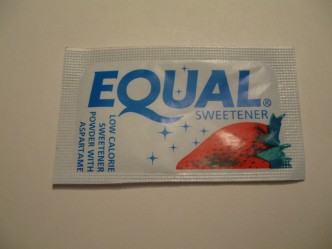 EQUAL®
SWEETENER
LOW CALORIE
SWEETENER
POWDER WITH
ASPARTAME